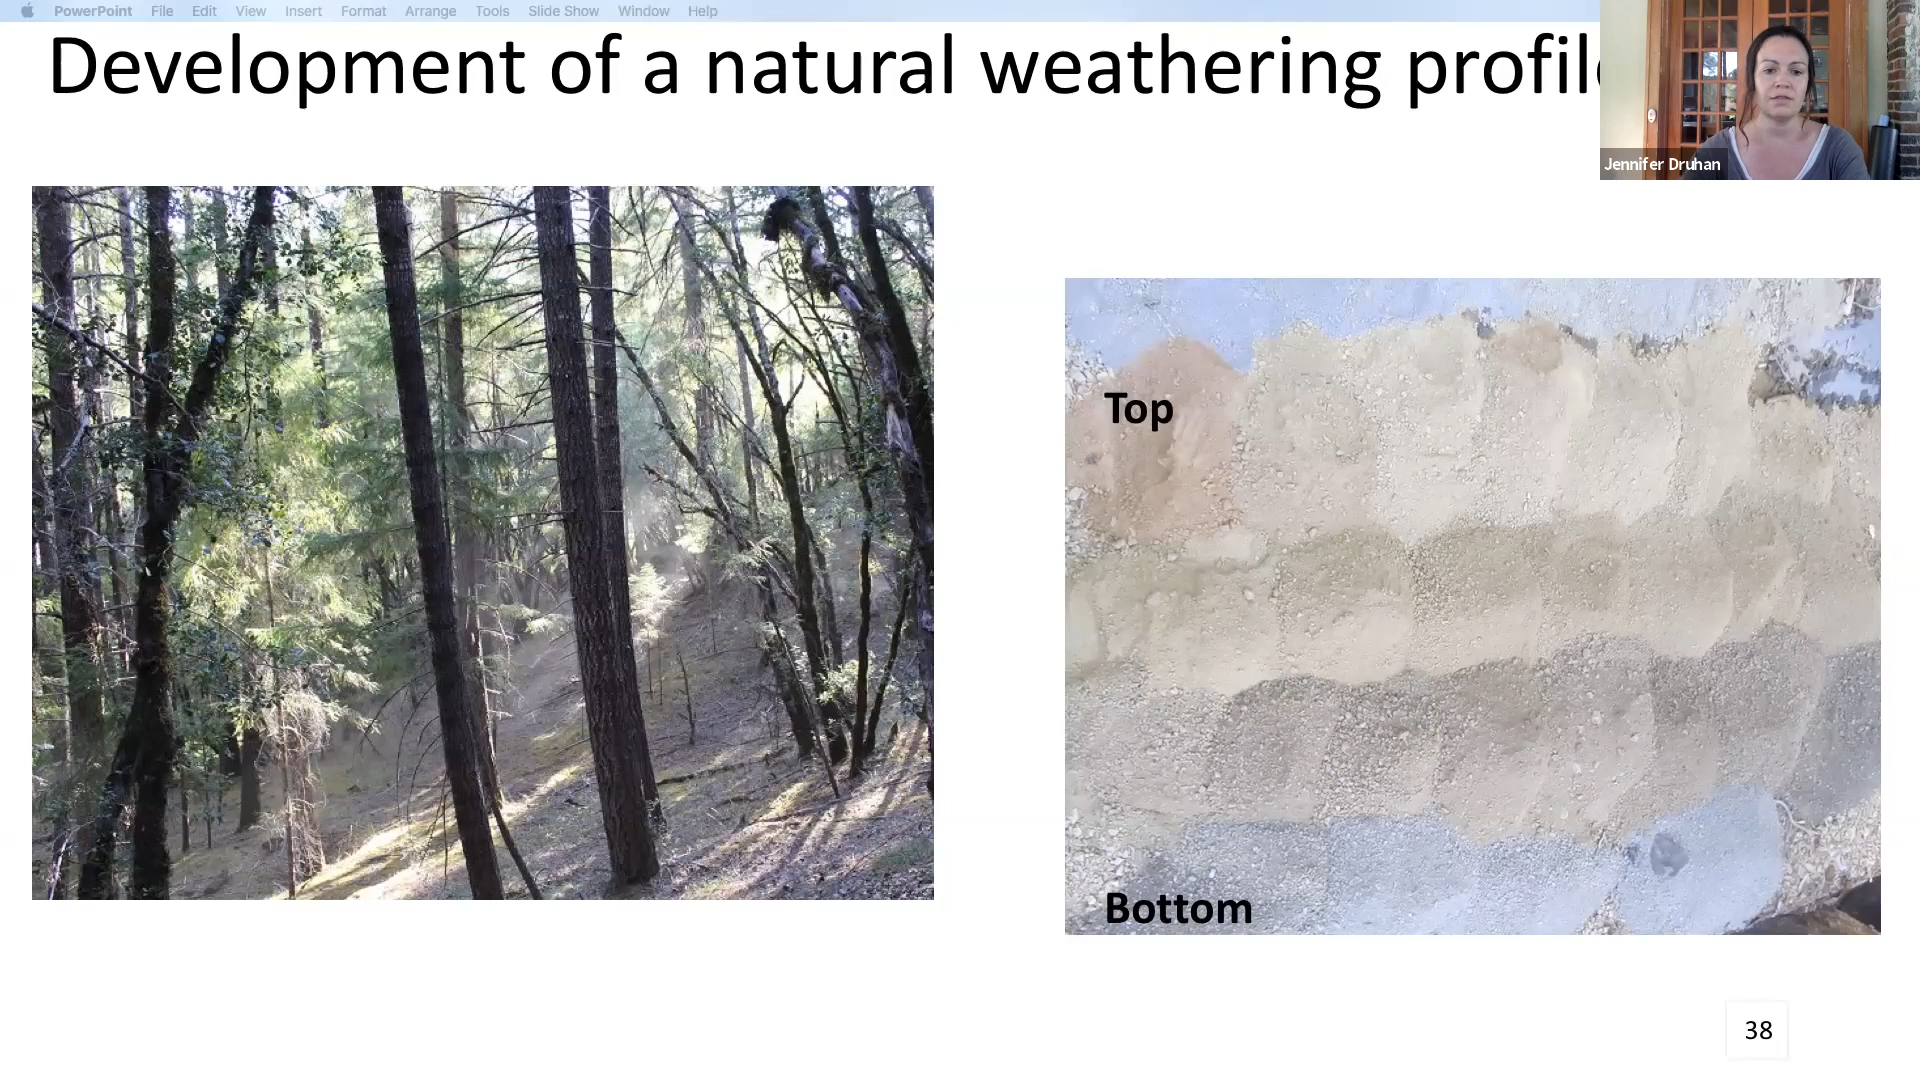 PowerPoint File Edit View Insert Format Arrange Tools Slide Show Window Help
Development of a natural weathering profil
Jennifer Druhan
Top
Bottom
38